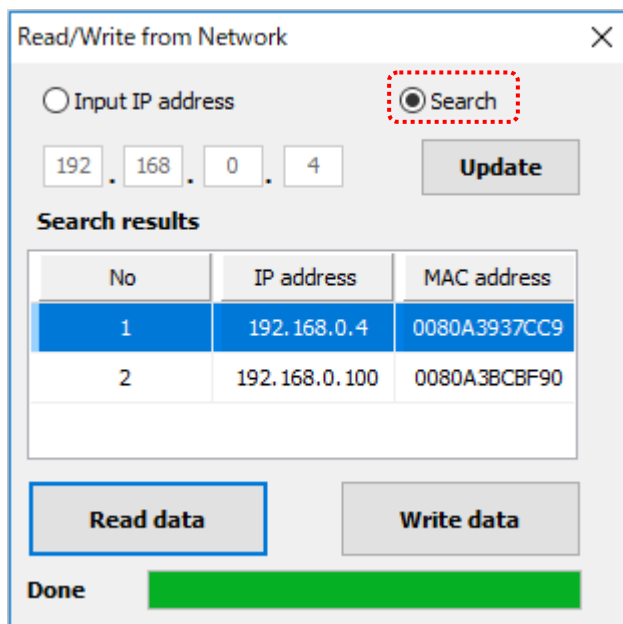 Read/Write from Network
Input IP address Search
192 . 168 . 0 . 4 Update
Search results
No IP address MAC address
1 192.168.0.4 0080A3937CC9
2 192.168.0.100 0080A3BCBF90
Read data Write data
Done